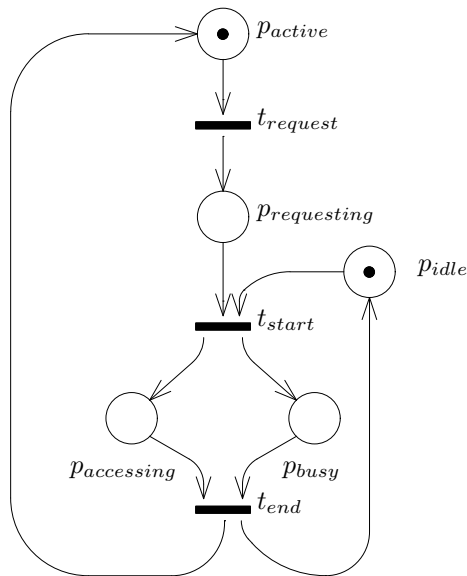 p_active
t_request
p_requesting
p_idle
t_start
p_accessing p_busy
t_end